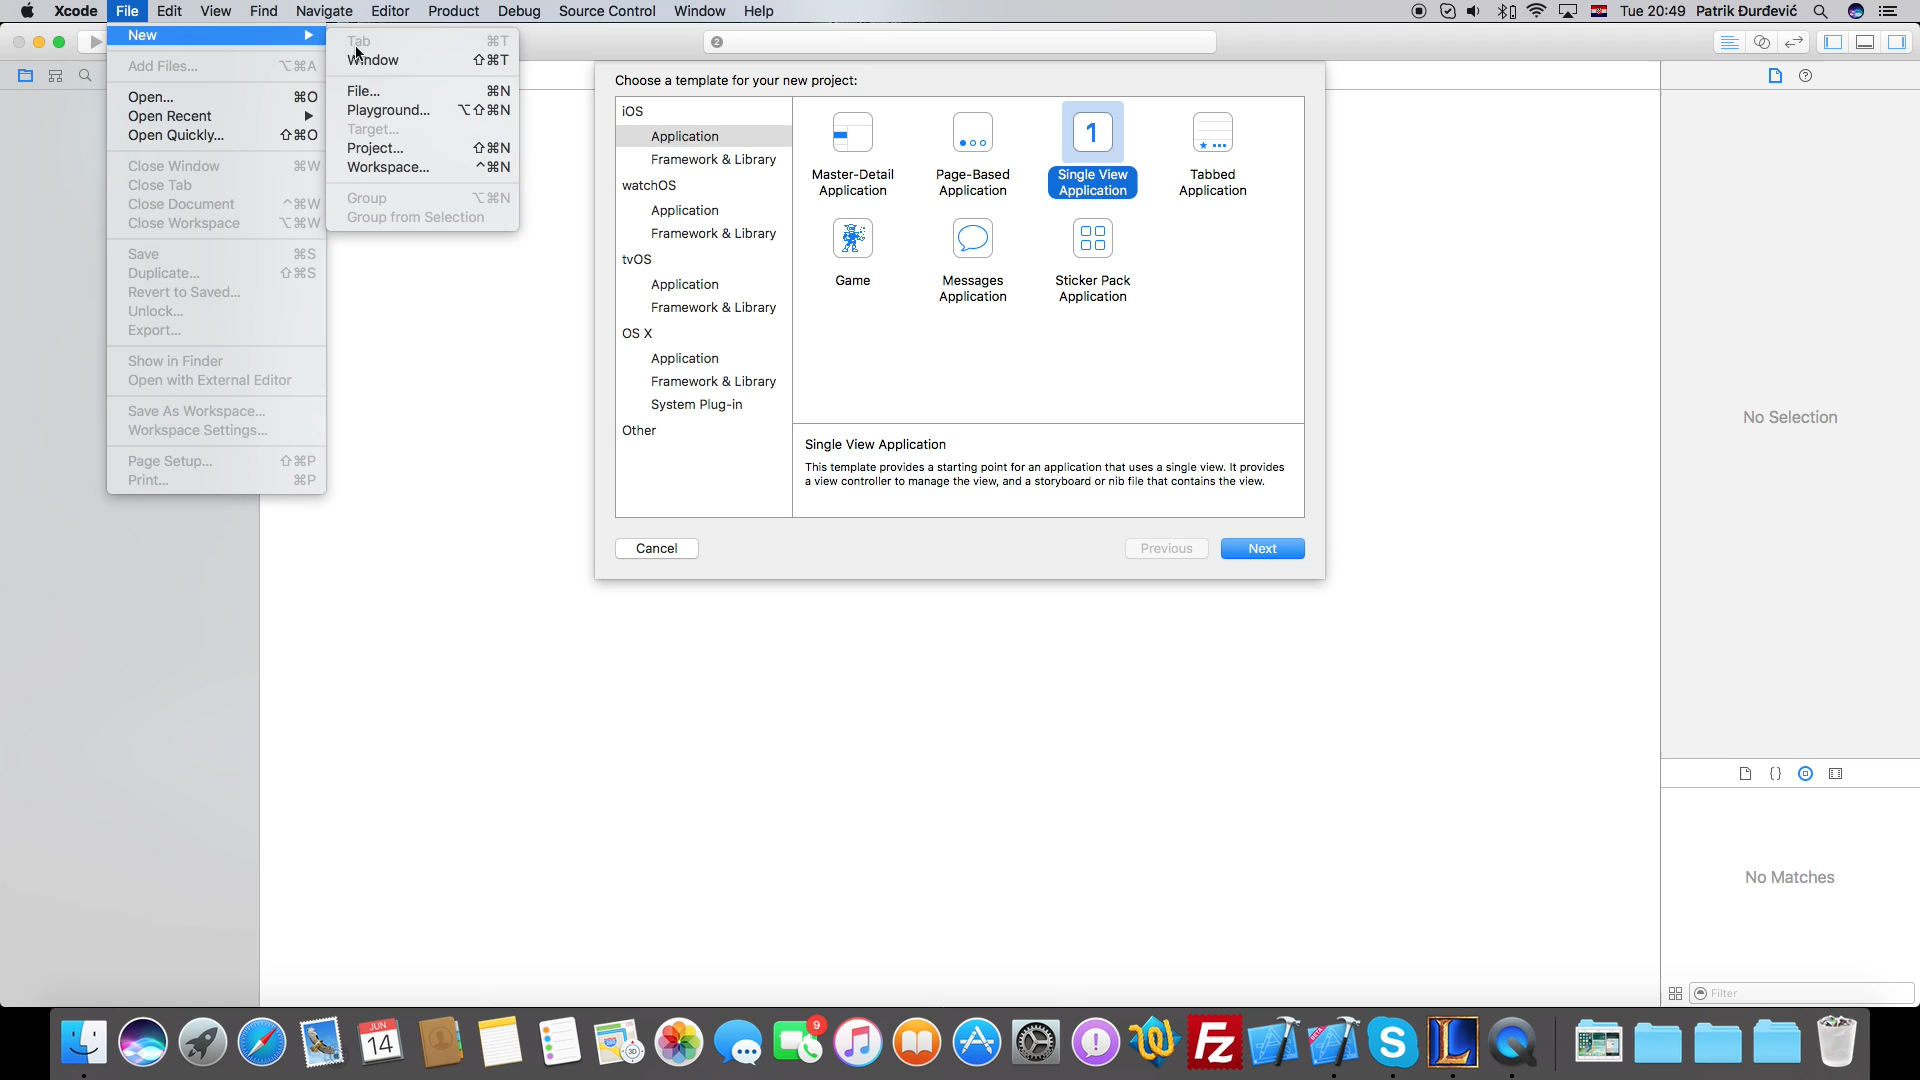 Xcode File Edit View Find Navigate Editor Product Debug Source Control Window Help Tue 20:49 Patrik Đurđević
New
Add Files... ⌥⌘A
Open... ⌘O
Open Recent
Open Quickly... ⇧⌘O
Close Window ⌘W
Close Tab
Close Document ^⌘W
Close Workspace ⌥⌘W
Save ⌘S
Duplicate... ⇧⌘S
Revert to Saved...
Unlock...
Export...
Show in Finder
Open with External Editor
Save As Workspace...
Workspace Settings...
Page Setup... ⇧⌘P
Print... ⌘P
Tab ⌘T
Window ⇧⌘T
File... ⌘N
Playground... ⌥⇧⌘N
Target...
Project... ⇧⌘N
Workspace... ^⌘N
Group ⌥⌘N
Group from Selection
2
Choose a template for your new project:
iOS
Application
Framework & Library
watchOS
Application
Framework & Library
tvOS
Application
Framework & Library
OS X
Application
Framework & Library
System Plug-in
Other
1
Master-Detail
Application
Page-Based
Application
Single View
Application
Tabbed
Application
Game
Messages
Application
Sticker Pack
Application
Single View Application
This template provides a starting point for an application that uses a single view. It provides
a view controller to manage the view, and a storyboard or nib file that contains the view.
Cancel
Previous
Next
No Selection
{}
No Matches
Filter
JUN
14
3D
9
Fz
S
L